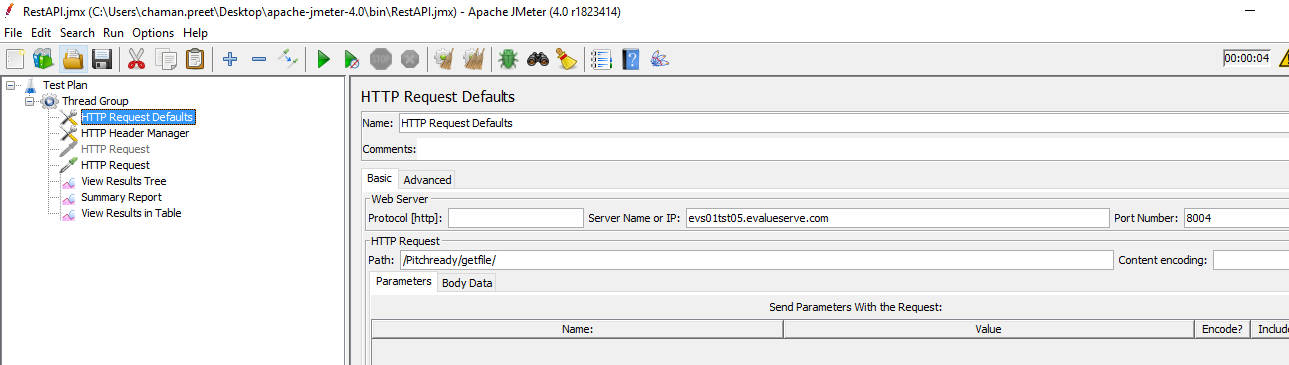 RestAPI.jmx (C:\Users\chaman.preet\Desktop\apache-jmeter-4.0\bin\RestAPI.jmx) - Apache JMeter (4.0 r1823414)
File Edit Search Run Options Help
STOP 00:00:04
Test Plan
Thread Group
HTTP Request Defaults
HTTP Header Manager
HTTP Request
HTTP Request
View Results Tree
Summary Report
View Results in Table
HTTP Request Defaults
Name: HTTP Request Defaults
Comments:
Basic Advanced
Web Server
Protocol [http]: Server Name or IP: evs01tst05.evalueserve.com Port Number: 8004
HTTP Request
Path: /Pitchready/getfile/ Content encoding:
Parameters Body Data
Send Parameters With the Request:
Name: Value Encode? Includ